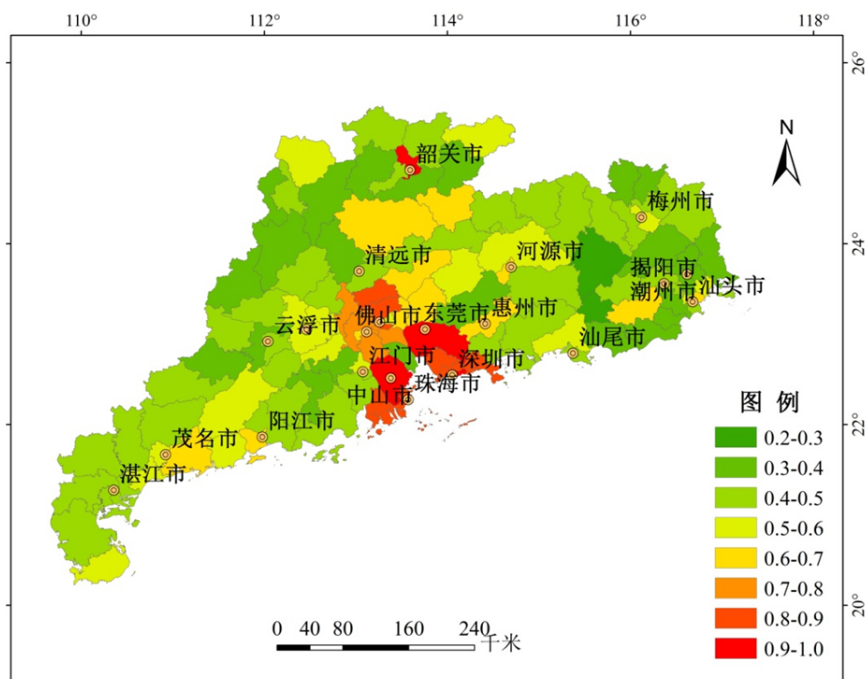 110°
112°
114°
116°
118°
26°
N
韶关市
梅州市
24°
清远市
河源市
揭阳市
潮州市
汕头市
云浮市
佛山市
东莞市
惠州市
汕尾市
江门市
深圳市
中山市
珠海市
图 例
阳江市
22°
茂名市
湛江市
0.2-0.3
0.3-0.4
0.4-0.5
0.5-0.6
0.6-0.7
0.7-0.8
0.8-0.9
0.9-1.0
20°
0 40 80 160 240
千米